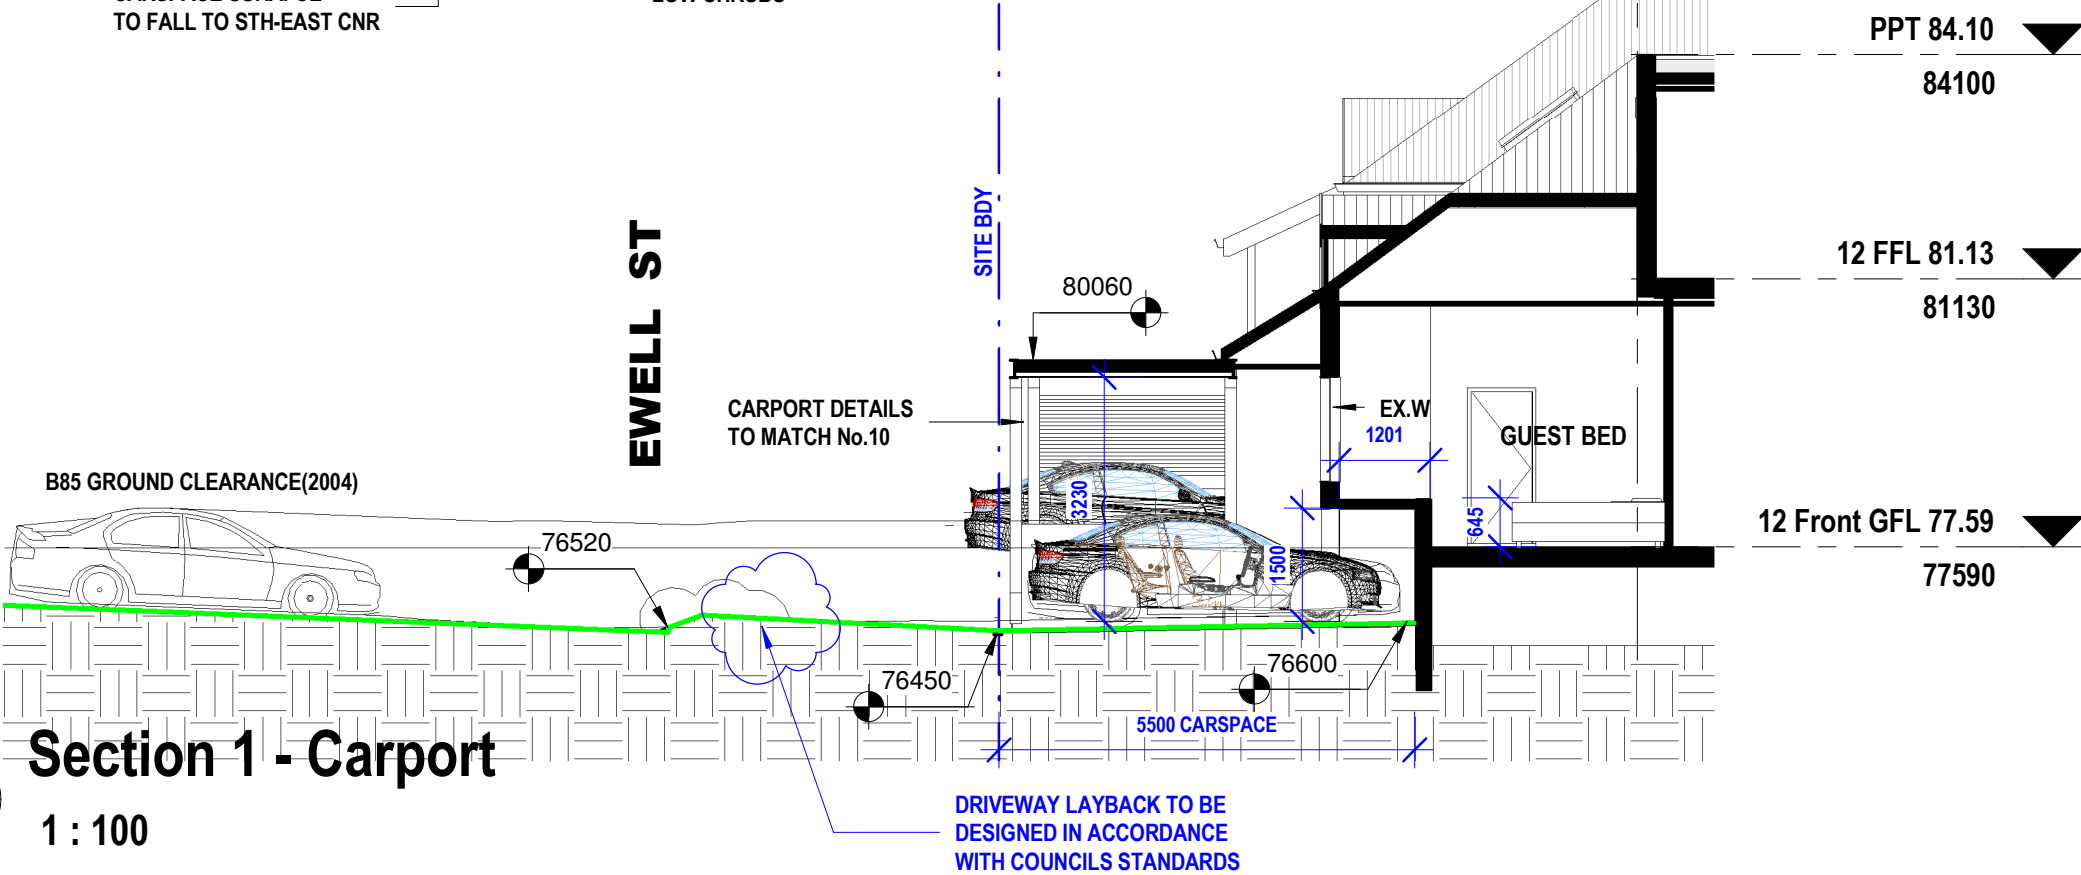 TO FALL TO STH-EAST CNR
PPT 84.10
84100
EWELL ST
SITE BDY
12 FFL 81.13
81130
80060
CARPORT DETAILS
TO MATCH No.10
EX.W
1201
GUEST BED
B85 GROUND CLEARANCE(2004)
3230
645
12 Front GFL 77.59
77590
76520
1500
76450
76600
5500 CARSPACE
Section 1 - Carport
1 : 100
DRIVEWAY LAYBACK TO BE
DESIGNED IN ACCORDANCE
WITH COUNCILS STANDARDS